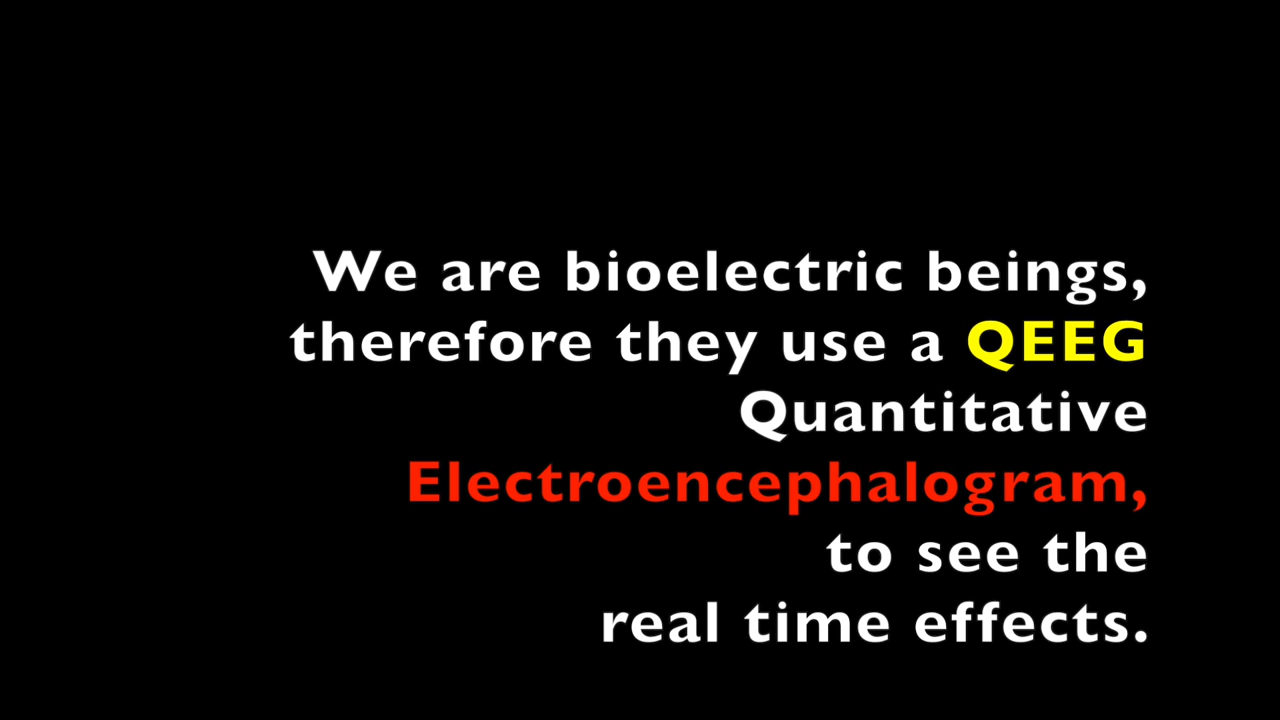 We are bioelectric beings,
therefore they use a QEEG
Quantitative
Electroencephalogram,
to see the
real time effects.